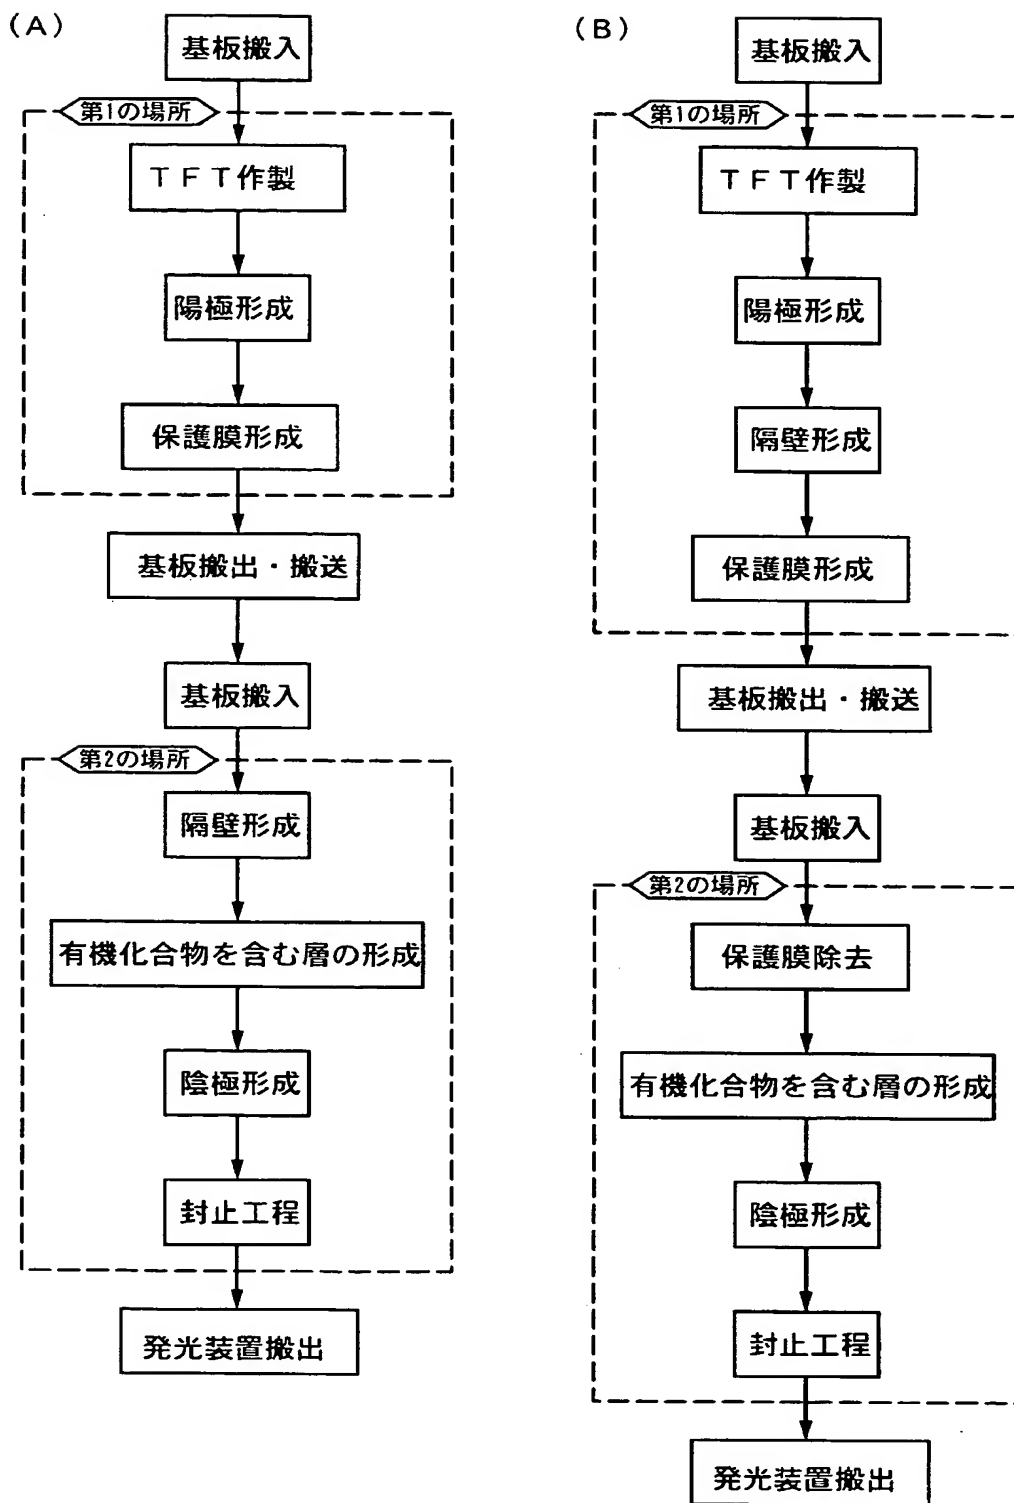 (A)
基板搬入
第1の場所
TFT作製
陽極形成
保護膜形成
基板搬出・搬送
基板搬入
第2の場所
隔壁形成
有機化合物を含む層の形成
陰極形成
封止工程
発光装置搬出
(B)
基板搬入
第1の場所
TFT作製
陽極形成
隔壁形成
保護膜形成
基板搬出・搬送
基板搬入
第2の場所
保護膜除去
有機化合物を含む層の形成
陰極形成
封止工程
発光装置搬出